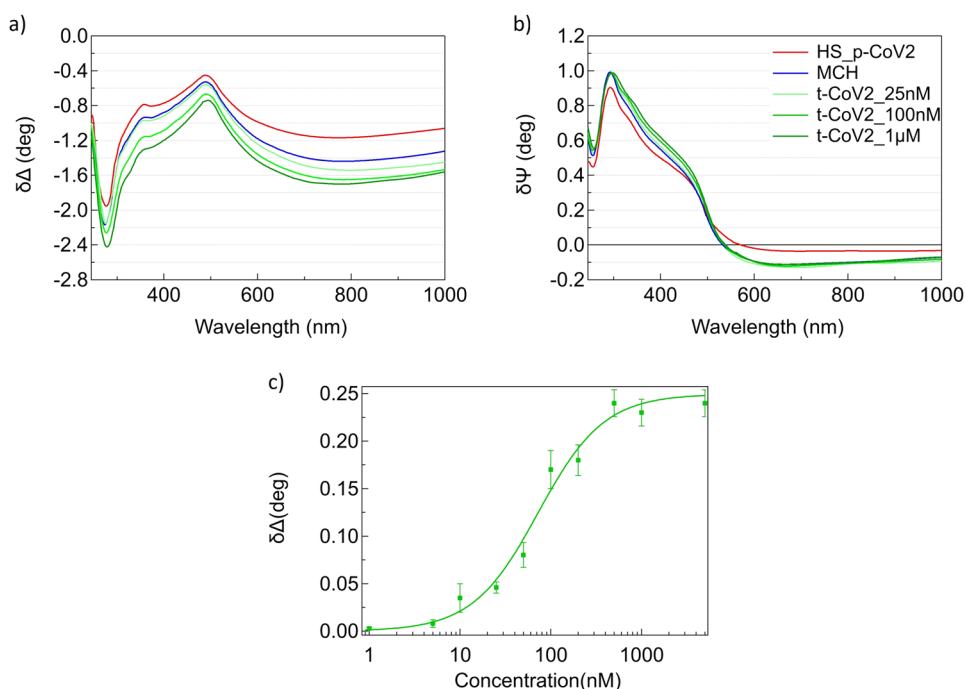 a)
0.0
-0.4
-0.8
-1.2
-1.6
-2.0
-2.4
-2.8
δΔ (deg)
400 600 800 1000
Wavelength (nm)
b)
1.2
1.0
0.8
0.6
0.4
0.2
0.0
-0.2
δΨ (deg)
HS_p-CoV2
MCH
t-CoV2_25nM
t-CoV2_100nM
t-CoV2_1µM
400 600 800 1000
Wavelength (nm)
c)
0.25
0.20
0.15
0.10
0.05
0.00
δΔ(deg)
1 10 100 1000
Concentration(nM)